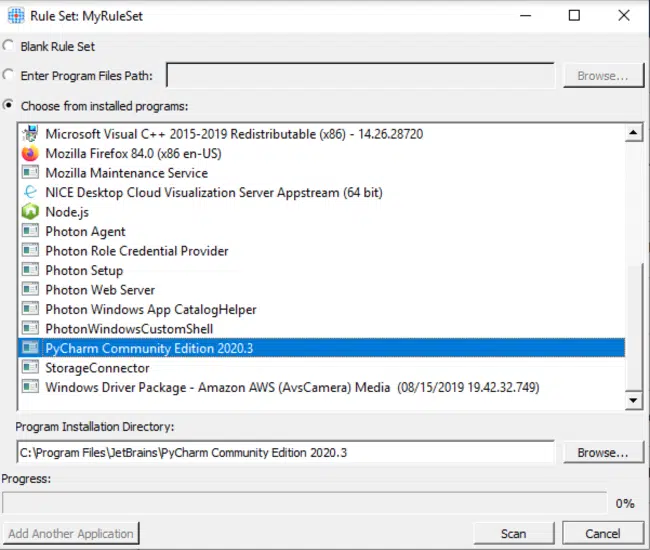 Rule Set: MyRuleSet
Blank Rule Set
Enter Program Files Path:
Browse...
Choose from installed programs:
Microsoft Visual C++ 2015-2019 Redistributable (x86) - 14.26.28720
Mozilla Firefox 84.0 (x86 en-US)
Mozilla Maintenance Service
NICE Desktop Cloud Visualization Server Appstream (64 bit)
Node.js
Photon Agent
Photon Role Credential Provider
Photon Setup
Photon Web Server
Photon Windows App CatalogHelper
PhotonWindowsCustomShell
PyCharm Community Edition 2020.3
StorageConnector
Windows Driver Package - Amazon AWS (AvsCamera) Media  (08/15/2019 19.42.32.749)
Program Installation Directory:
C:\Program Files\JetBrains\PyCharm Community Edition 2020.3
Browse...
Progress:
0%
Add Another Application
Scan
Cancel